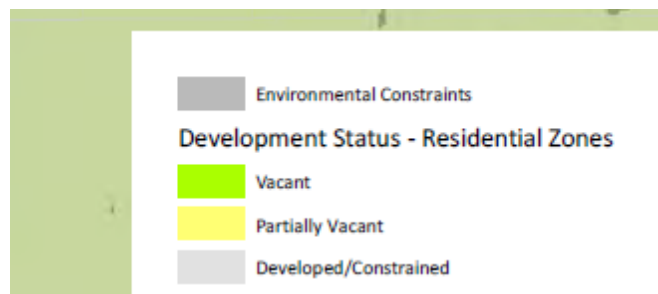 Environmental Constraints
Development Status - Residential Zones
Vacant
Partially Vacant
Developed/Constrained